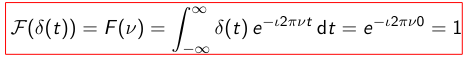 ℱ(δ(t)) = F(ν) = ∫_{-∞}^{∞} δ(t) e^{-ι2πνt} dt = e^{-ι2πν0} = 1